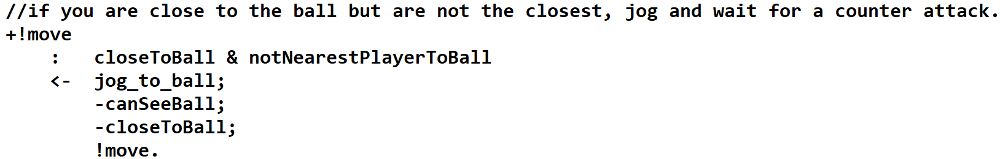 //if you are close to the ball but are not the closest, jog and wait for a counter attack.
+!move
    :   closeToBall & notNearestPlayerToBall
    <-  jog_to_ball;
        -canSeeBall;
        -closeToBall;
        !move.